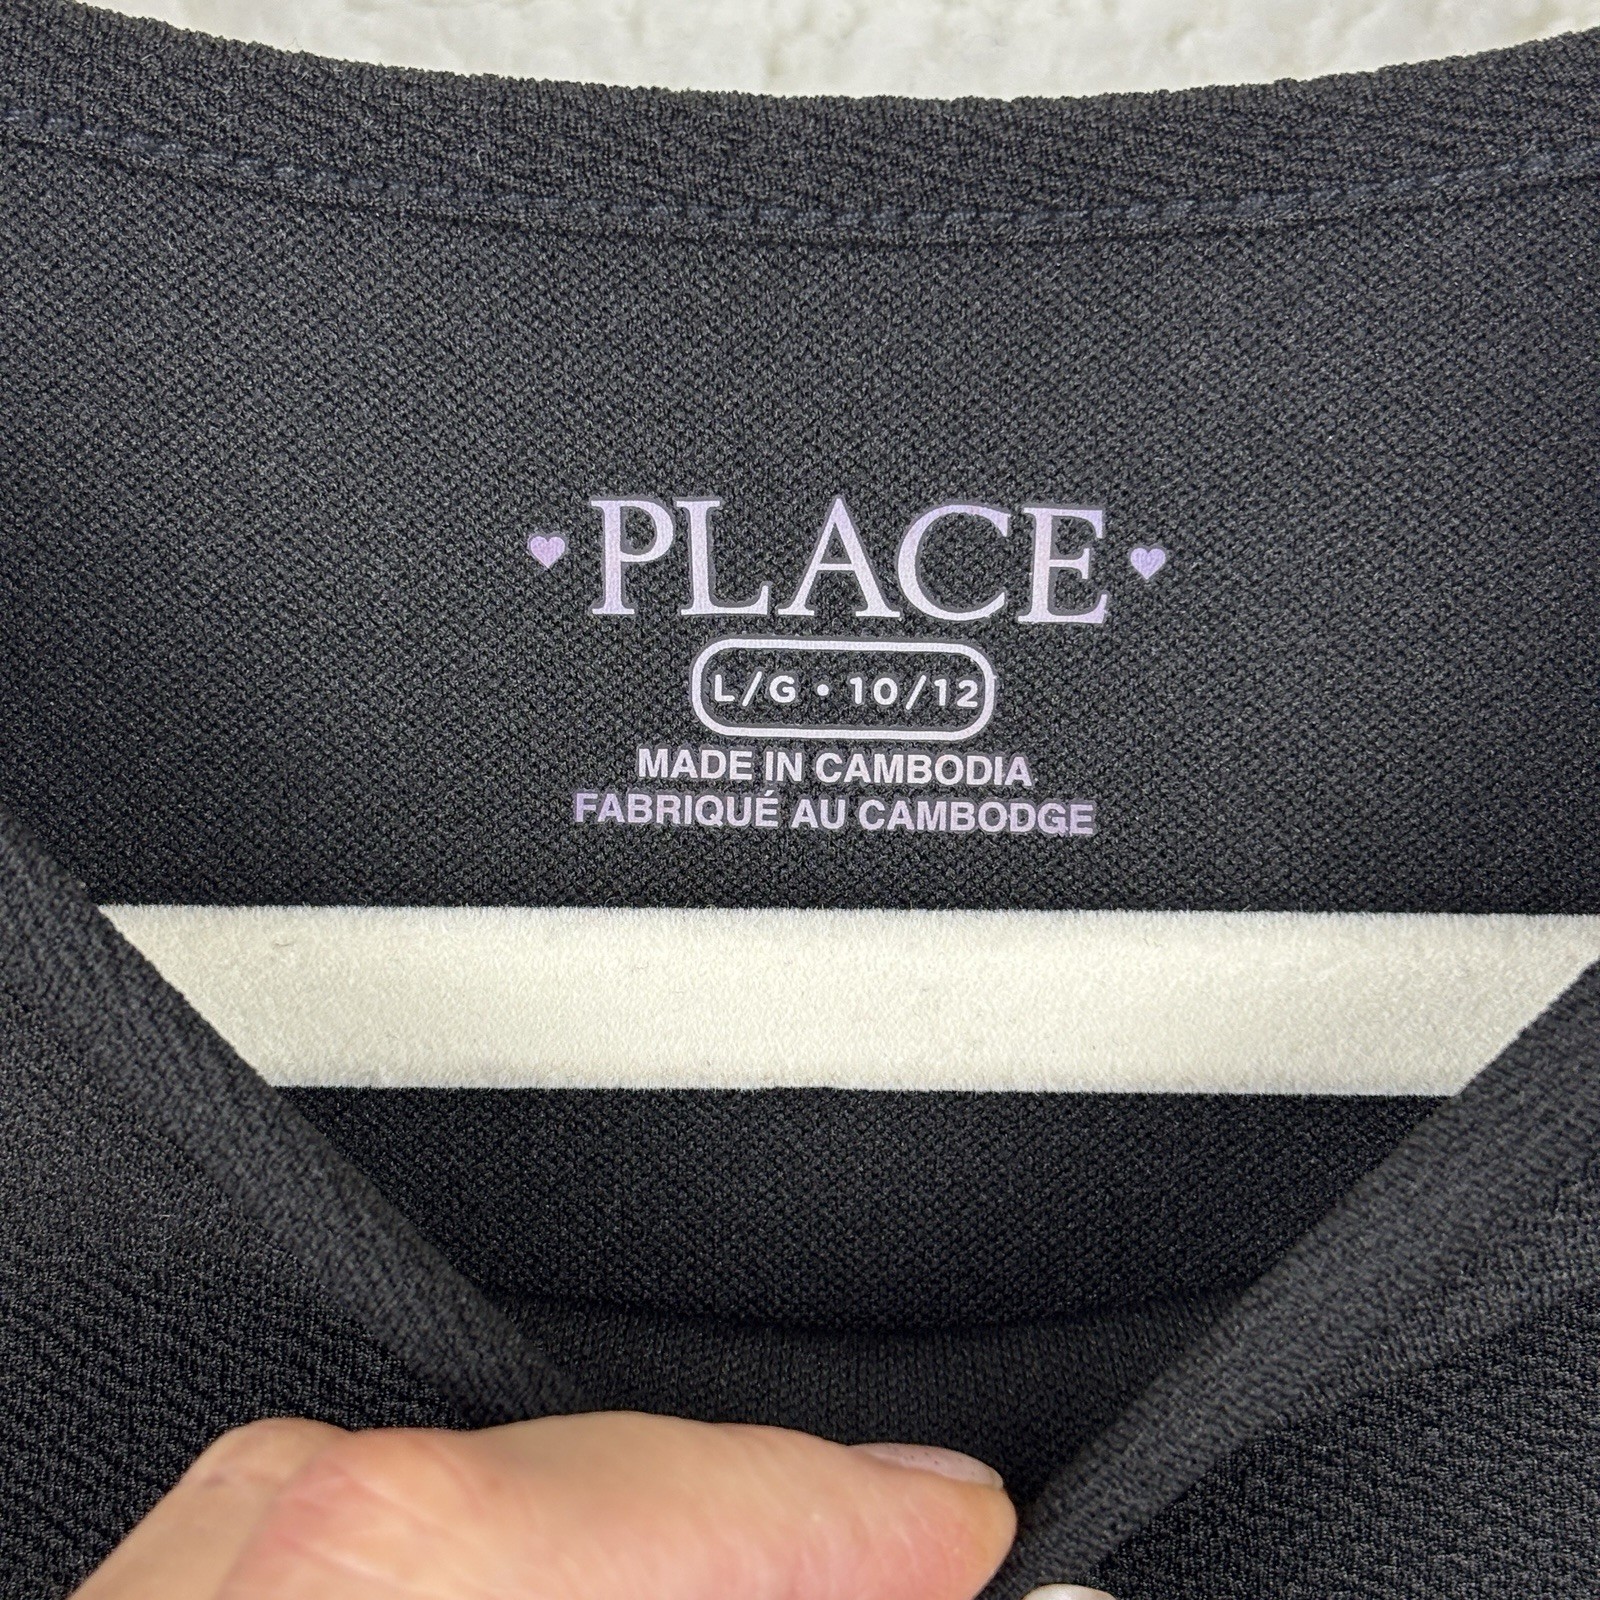 PLACE
L/G • 10/12
MADE IN CAMBODIA
FABRIQUÉ AU CAMBODGE